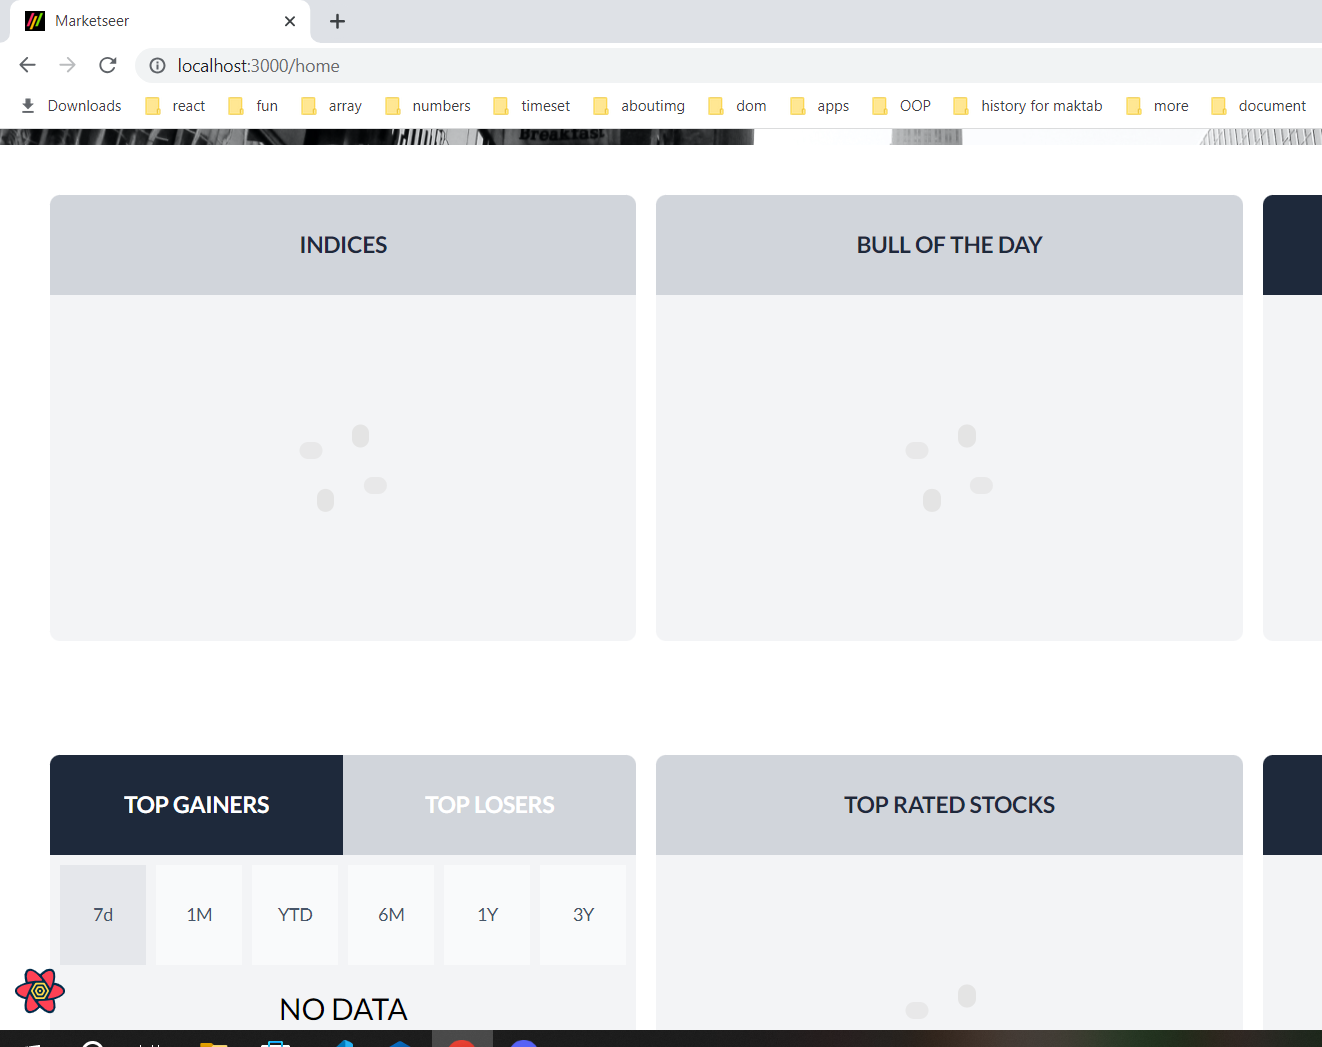 Marketseer
localhost:3000/home
Downloads react fun array numbers timeset aboutimg dom apps OOP history for maktab more document
Breakfast
INDICES BULL OF THE DAY
TOP GAINERS TOP LOSERS TOP RATED STOCKS
7d 1M YTD 6M 1Y 3Y
NO DATA